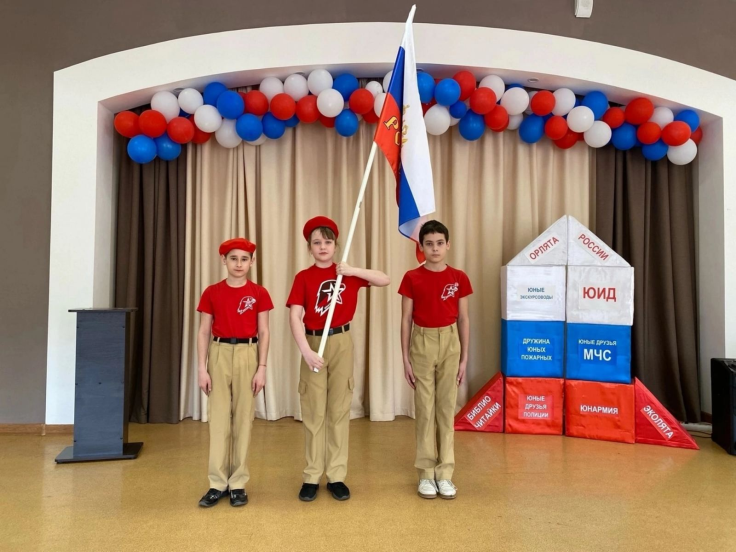 ОРЛЯТА
РОССИИ
ЮНЫЕ
ЭКСКУРСОВОДЫ
ЮИД
ДРУЖИНА
ЮНЫХ
ПОЖАРНЫХ
ЮНЫЕ ДРУЗЬЯ
МЧС
БИБЛИО
ЧИТАЙКИ
ЮНЫЕ
ДРУЗЬЯ
ПОЛИЦИИ
ЮНАРМИЯ
ЭКОЛЯТА